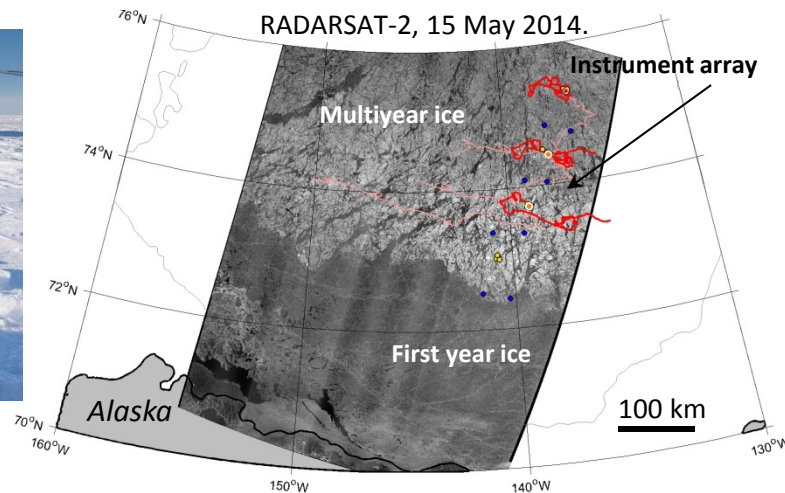 RADARSAT-2, 15 May 2014.
76°N
Instrument array
Multiyear ice
74°N
72°N
First year ice
Alaska
100 km
70°N
160°W
150°W
140°W
130°W